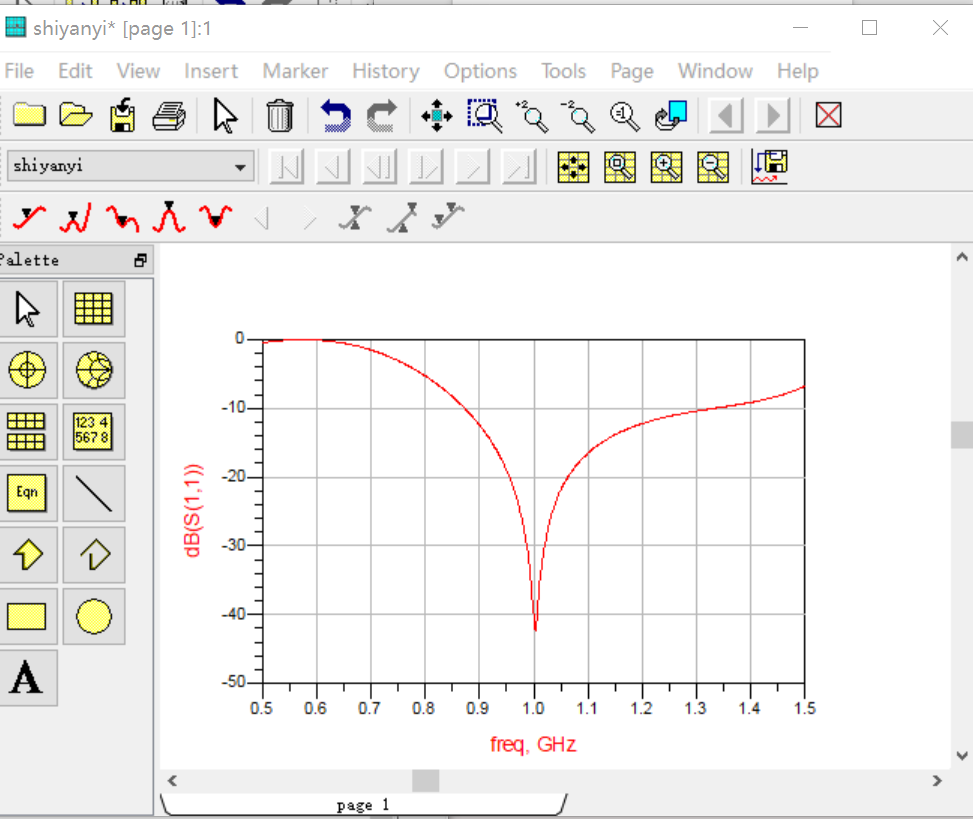 shiyanyi* [page 1]:1
File Edit View Insert Marker History Options Tools Page Window Help
+2 -2 -1
shiyanyi
Palette
123 4
567 8
Eqn
A
0
-10
-20
-30
-40
-50
dB(S(1,1))
0.5 0.6 0.7 0.8 0.9 1.0 1.1 1.2 1.3 1.4 1.5
freq, GHz
page 1